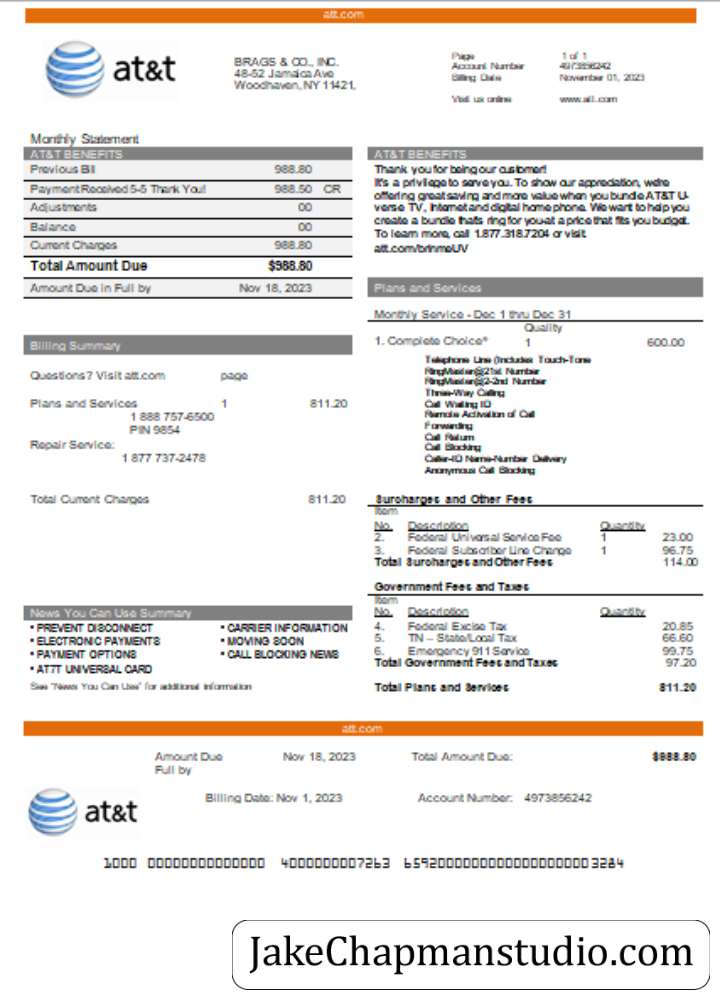 att.com
at&t
BRAGS & CO., INC.
48-52 Jamaica Ave
Woodhaven, NY 11421,
Page 1 of 1
Account Number 4973856242
Billing Date November 01, 2023
Visit us online www.att.com
Monthly Statement
AT&T BENEFITS
Previous Bill 988.80
Payment Received 5-5 Thank You! 988.50 CR
Adjustments 00
Balance 00
Current Charges 988.80
Total Amount Due $988.80
Amount Due in Full by Nov 18, 2023
Billing Summary
Questions? Visit att.com page
Plans and Services 1 811.20
1 888 757-6500
PIN 9854
Repair Service:
1 877 737-2478
Total Current Charges 811.20
News You Can Use Summary
• PREVENT DISCONNECT • CARRIER INFORMATION
• ELECTRONIC PAYMENTS • MOVING SOON
• PAYMENT OPTIONS • CALL BLOCKING NEWS
• AT7T UNIVERSAL CARD
See "News You Can Use" for additional information
AT&T BENEFITS
Thank you for being our customer!
It's a privilege to serve you. To show our appreciation, we're
offering great saving and more value when you bundle AT&T U-
verse TV, Internet and digital home phone. We want to help you
create a bundle thats ring for you-at a price that fits you budget.
To learn more, call 1.877.318.7204 or visit
att.com/brinmeUV
Plans and Services
Monthly Service - Dec 1 thru Dec 31
Quality
1. Complete Choice* 1 600.00
Telephone Line (Includes Touch-Tone
RingMaster@21st Number
RingMaster@2-2nd Number
Three-Way Calling
Call Waiting ID
Remote Activation of Call
Forwarding
Call Return
Call Blocking
Caller-ID Name-Number Delivery
Anonymous Call Blocking
Surcharges and Other Fees
Item
No. Description Quantity
2. Federal Universal Service Fee 1 23.00
3. Federal Subscriber Line Change 1 96.75
Total Surcharges and Other Fees 114.00
Government Fees and Taxes
Item
No. Description Quantity
4. Federal Excise Tax 20.85
5. TN – State/Local Tax 66.60
6. Emergency 911 Service 99.75
Total Government Fees and Taxes 97.20
Total Plans and Services 811.20
att.com
Amount Due Nov 18, 2023 Total Amount Due: $988.80
Full by
at&t
Billing Date: Nov 1, 2023 Account Number: 4973856242
JakeChapmanstudio.com